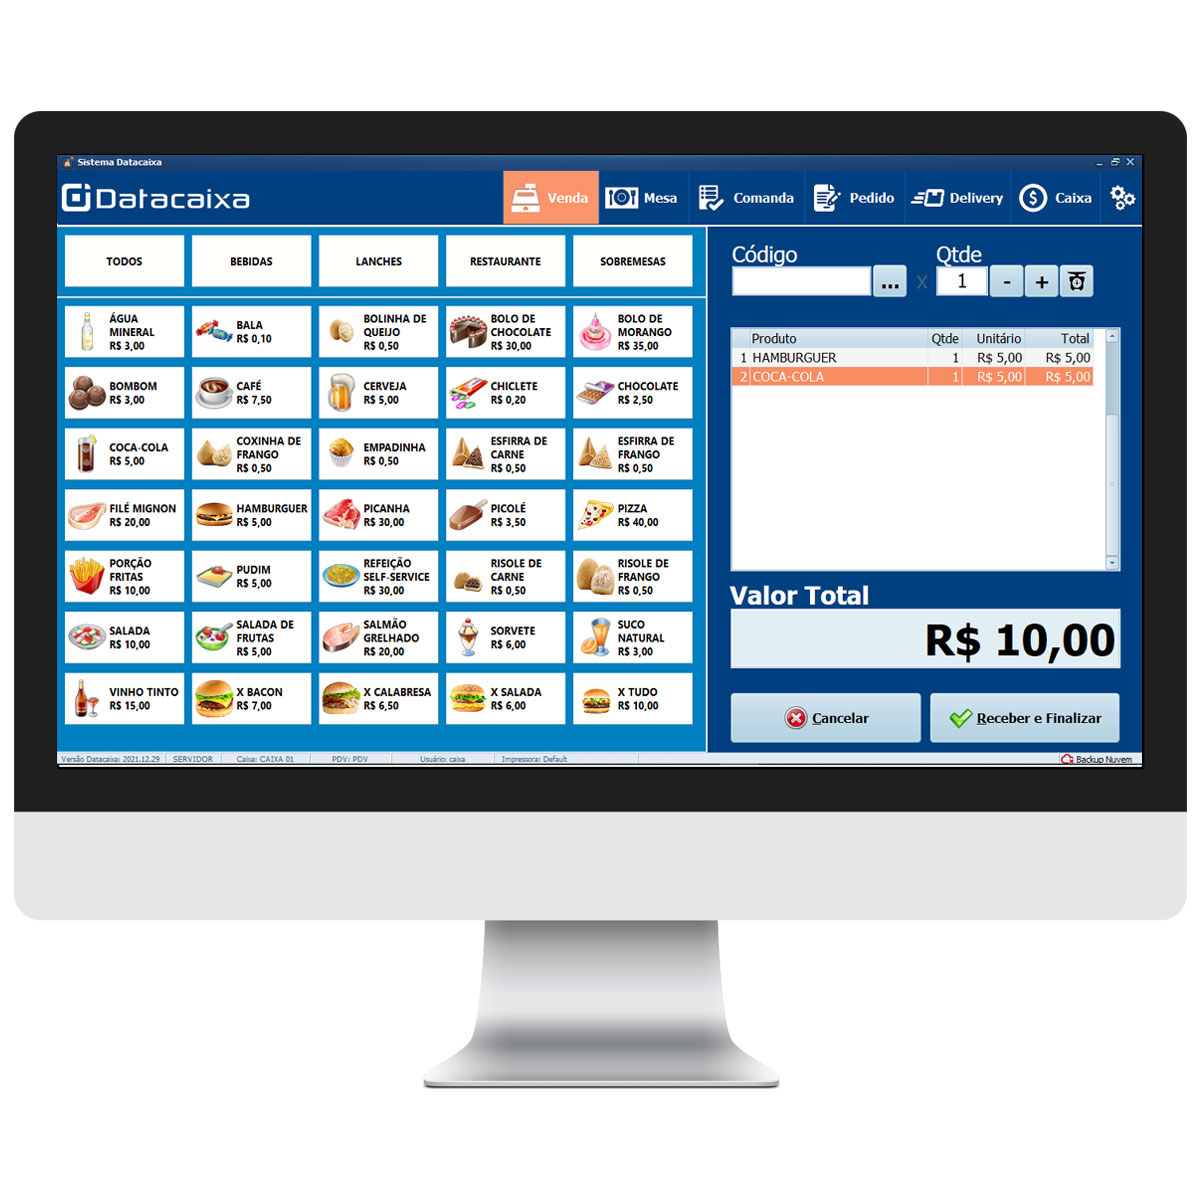 Sistema Datacaixa
Datacaixa
Venda
Mesa
Comanda
Pedido
Delivery
Caixa
TODOS
BEBIDAS
LANCHES
RESTAURANTE
SOBREMESAS
ÁGUA
MINERAL
R$ 3,00
BALA
R$ 0,10
BOLINHA DE
QUEIJO
R$ 0,50
BOLO DE
CHOCOLATE
R$ 30,00
BOLO DE
MORANGO
R$ 35,00
BOMBOM
R$ 3,00
CAFÉ
R$ 7,50
CERVEJA
R$ 5,00
CHICLETE
R$ 0,20
CHOCOLATE
R$ 2,50
COCA-COLA
R$ 5,00
COXINHA DE
FRANGO
R$ 0,50
EMPADINHA
R$ 0,50
ESFIRRA DE
CARNE
R$ 0,50
ESFIRRA DE
FRANGO
R$ 0,50
FILÉ MIGNON
R$ 20,00
HAMBURGUER
R$ 5,00
PICANHA
R$ 30,00
PICOLÉ
R$ 3,50
PIZZA
R$ 40,00
PORÇÃO
FRITAS
R$ 10,00
PUDIM
R$ 5,00
REFEIÇÃO
SELF-SERVICE
R$ 30,00
RISOLE DE
CARNE
R$ 0,50
RISOLE DE
FRANGO
R$ 0,50
SALADA
R$ 10,00
SALADA DE
FRUTAS
R$ 5,00
SALMÃO
GRELHADO
R$ 20,00
SORVETE
R$ 6,00
SUCO
NATURAL
R$ 3,00
VINHO TINTO
R$ 15,00
X BACON
R$ 7,00
X CALABRESA
R$ 6,50
X SALADA
R$ 6,00
X TUDO
R$ 10,00
Código
Qtde
... x 1 - +
Produto Qtde Unitário Total
1 HAMBURGUER 1 R$ 5,00 R$ 5,00
2 COCA-COLA 1 R$ 5,00 R$ 5,00
Valor Total
R$ 10,00
Cancelar
Receber e Finalizar
Versão Datacaixa: 2021.12.29 SERVIDOR Caixa: CAIXA 01 PDV: PDV Usuário: caixa Impressora: Default Backup Nuvem